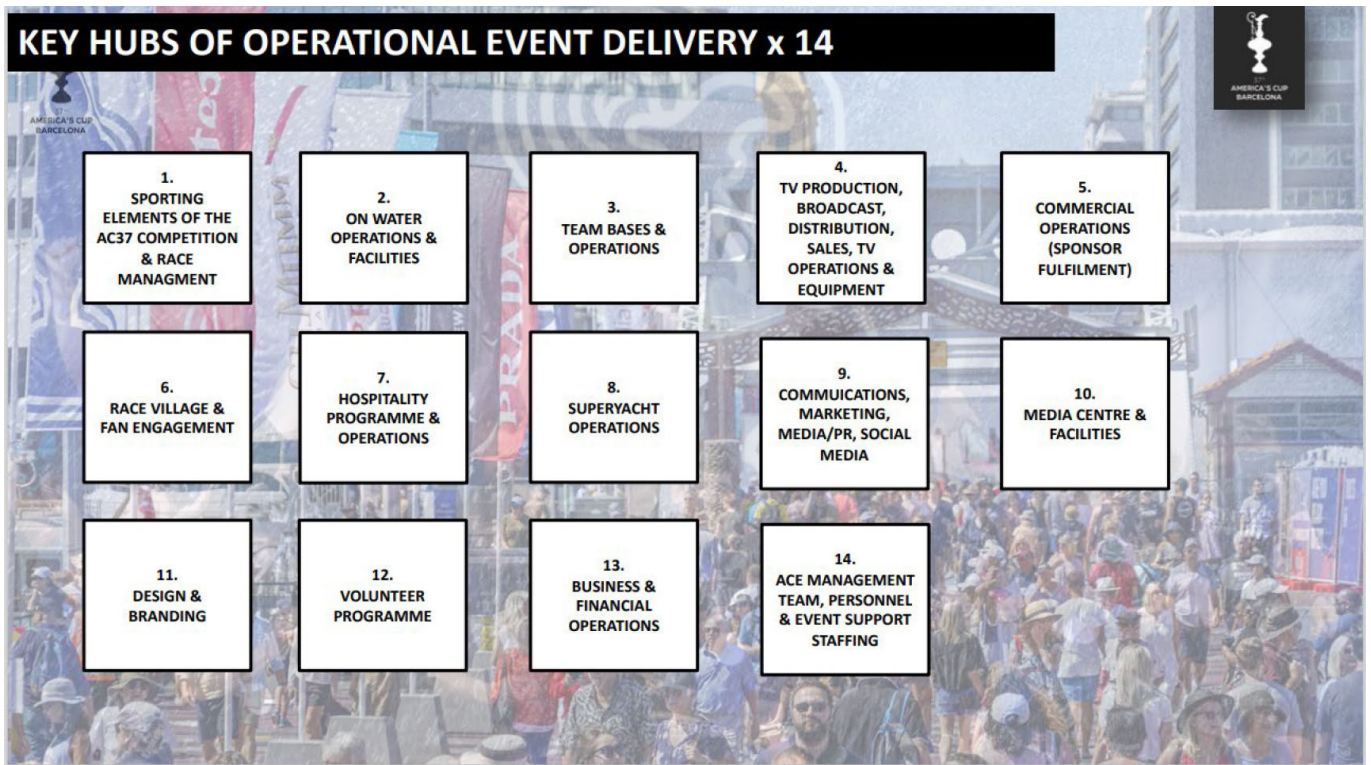 KEY HUBS OF OPERATIONAL EVENT DELIVERY x 14
37TH
AMERICA'S CUP
BARCELONA
AMERICA'S CUP
BARCELONA
1.
SPORTING
ELEMENTS OF THE
AC37 COMPETITION
& RACE
MANAGMENT
2.
ON WATER
OPERATIONS &
FACILITIES
3.
TEAM BASES &
OPERATIONS
4.
TV PRODUCTION,
BROADCAST,
DISTRIBUTION,
SALES, TV
OPERATIONS &
EQUIPMENT
5.
COMMERCIAL
OPERATIONS
(SPONSOR
FULFILMENT)
6.
RACE VILLAGE &
FAN ENGAGEMENT
7.
HOSPITALITY
PROGRAMME &
OPERATIONS
8.
SUPERYACHT
OPERATIONS
9.
COMMUICATIONS,
MARKETING,
MEDIA/PR, SOCIAL
MEDIA
10.
MEDIA CENTRE &
FACILITIES
11.
DESIGN &
BRANDING
12.
VOLUNTEER
PROGRAMME
13.
BUSINESS &
FINANCIAL
OPERATIONS
14.
ACE MANAGEMENT
TEAM, PERSONNEL
& EVENT SUPPORT
STAFFING
MUMM
PRADA